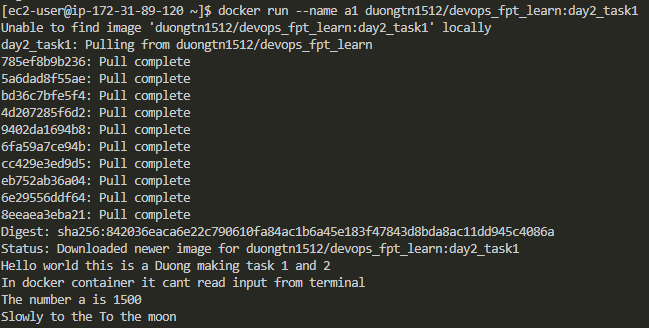 [ec2-user@ip-172-31-89-120 ~]$ docker run --name a1 duongtn1512/devops_fpt_learn:day2_task1
Unable to find image 'duongtn1512/devops_fpt_learn:day2_task1' locally
day2_task1: Pulling from duongtn1512/devops_fpt_learn
785ef8b9b236: Pull complete
5a6dad8f55ae: Pull complete
bd36c7bfe5f4: Pull complete
4d207285f6d2: Pull complete
9402da1694b8: Pull complete
6fa59a7ce94b: Pull complete
cc429e3ed9d5: Pull complete
eb752ab36a04: Pull complete
6e29556ddf64: Pull complete
8eeaea3eba21: Pull complete
Digest: sha256:842036eaca6e22c790610fa84ac1b6a45e183f47843d8bda8ac11dd945c4086a
Status: Downloaded newer image for duongtn1512/devops_fpt_learn:day2_task1
Hello world this is a Duong making task 1 and 2
In docker container it cant read input from terminal
The number a is 1500
Slowly to the To the moon